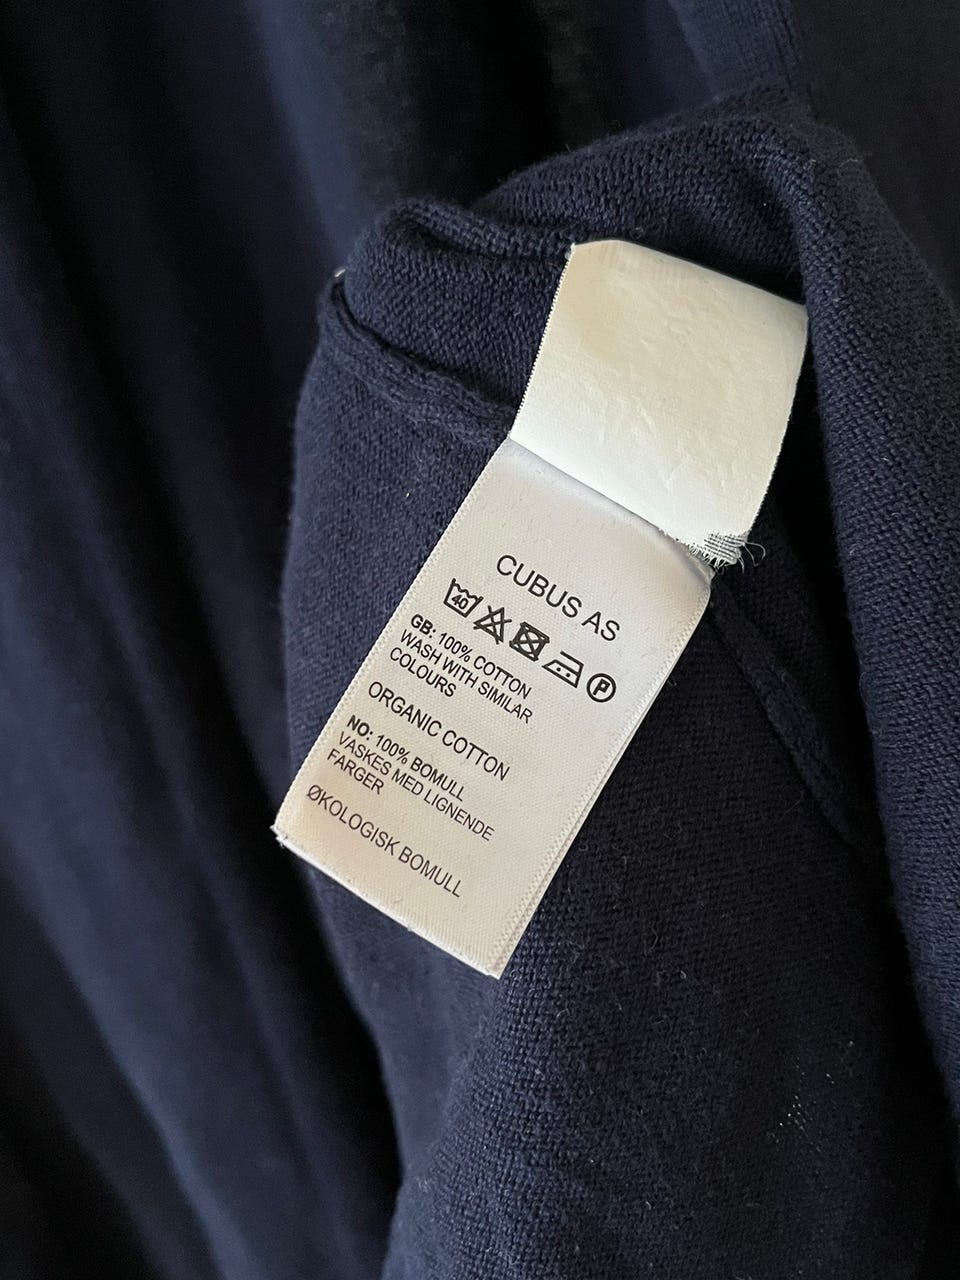 CUBUS AS
40 P
GB: 100% COTTON
WASH WITH SIMILAR
COLOURS
ORGANIC COTTON
NO: 100% BOMULL
VASKES MED LIGNENDE
FARGER
ØKOLOGISK BOMULL